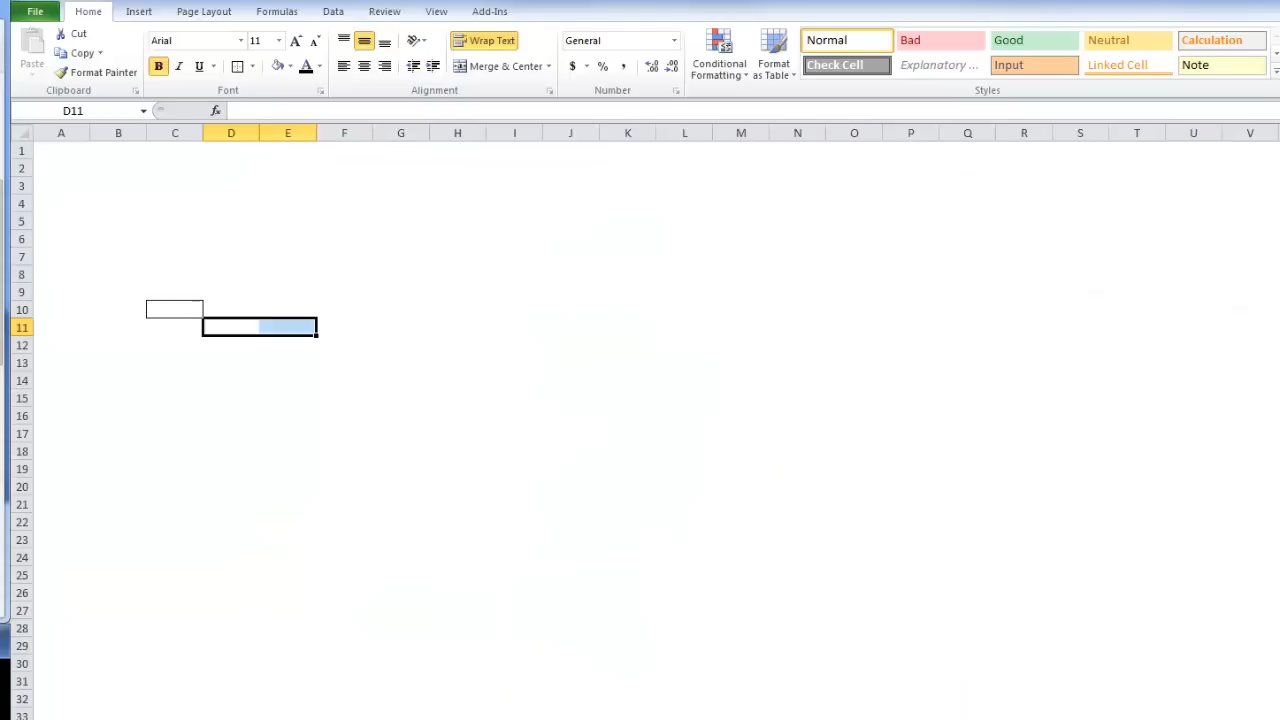 File Home Insert Page Layout Formulas Data Review View Add-Ins
Cut
Copy
Format Painter
Paste
Clipboard
Arial 11
B I U A
Font
Wrap Text
Merge & Center
Alignment
General
$ % ,
Number
Conditional
Formatting
Format
as Table
Normal Bad Good Neutral Calculation
Check Cell Explanatory ... Input Linked Cell Note
Styles
D11 fx
A B C D E F G H I J K L M N O P Q R S T U V
1
2
3
4
5
6
7
8
9
10
11
12
13
14
15
16
17
18
19
20
21
22
23
24
25
26
27
28
29
30
31
32
33